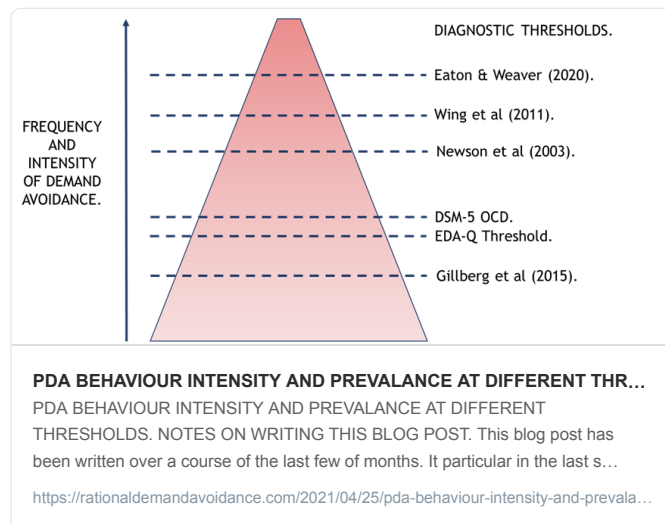 DIAGNOSTIC THRESHOLDS.
Eaton & Weaver (2020).
Wing et al (2011).
FREQUENCY
AND
INTENSITY
OF DEMAND
AVOIDANCE.
Newson et al (2003).
DSM-5 OCD.
EDA-Q Threshold.
Gillberg et al (2015).
PDA BEHAVIOUR INTENSITY AND PREVALANCE AT DIFFERENT THR...
PDA BEHAVIOUR INTENSITY AND PREVALANCE AT DIFFERENT
THRESHOLDS. NOTES ON WRITING THIS BLOG POST. This blog post has
been written over a course of the last few of months. It particular in the last s...
https://rationaldemandavoidance.com/2021/04/25/pda-behaviour-intensity-and-prevala...